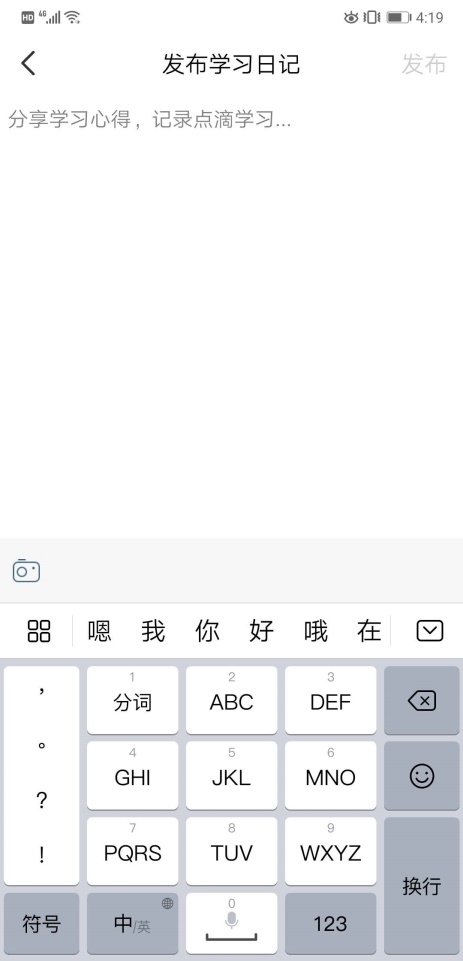 HD 4G 4:19
发布学习日记 发布
分享学习心得，记录点滴学习...
嗯 我 你 好 哦 在
，
。
？
！
1 2 3
分词 ABC DEF
4 5 6
GHI JKL MNO
7 8 9
PQRS TUV WXYZ
换行
符号 中/英 0 123